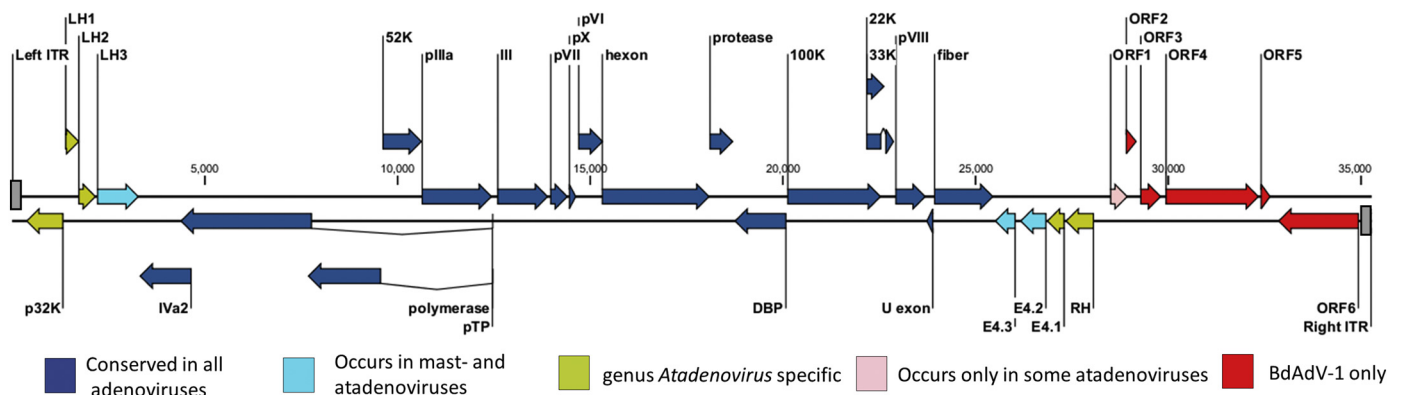 LH1 pVI 22K ORF2
LH2 52K pX protease pVIII ORF3
Left ITR LH3 pIIIa III pVII hexon 100K 33K fiber ORF1 ORF4 ORF5
5,000 10,000 15,000 20,000 25,000 30,000 35,000
p32K IVa2 polymerase DBP U exon E4.2 RH ORF6
pTP E4.3 E4.1 Right ITR
Conserved in all
adenoviruses
Occurs in mast- and
atadenoviruses
genus Atadenovirus specific
Occurs only in some atadenoviruses
BdAdV-1 only